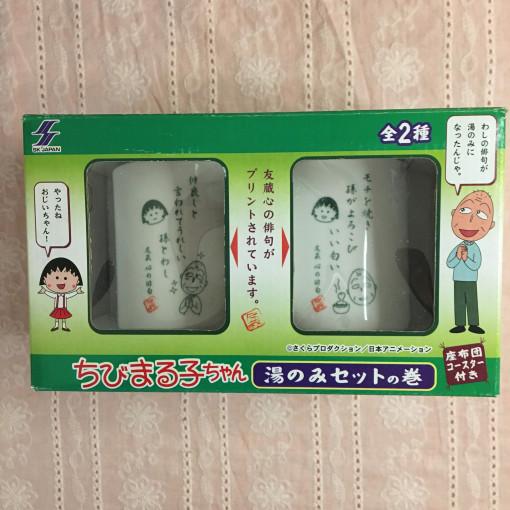 SK JAPAN
全2種
わしの俳句が
湯のみに
なったんじゃ。
やったね
おじいちゃん!
友蔵心の俳句が
プリントされています。
仲良しと
言われてうれしい
孫とわし
友蔵 心の俳句
モチを焼き
孫がよろこび
いい匂い
友蔵 心の俳句
©さくらプロダクション/日本アニメーション
ちびまる子ちゃん
湯のみセットの巻
座布団
コースター
付き